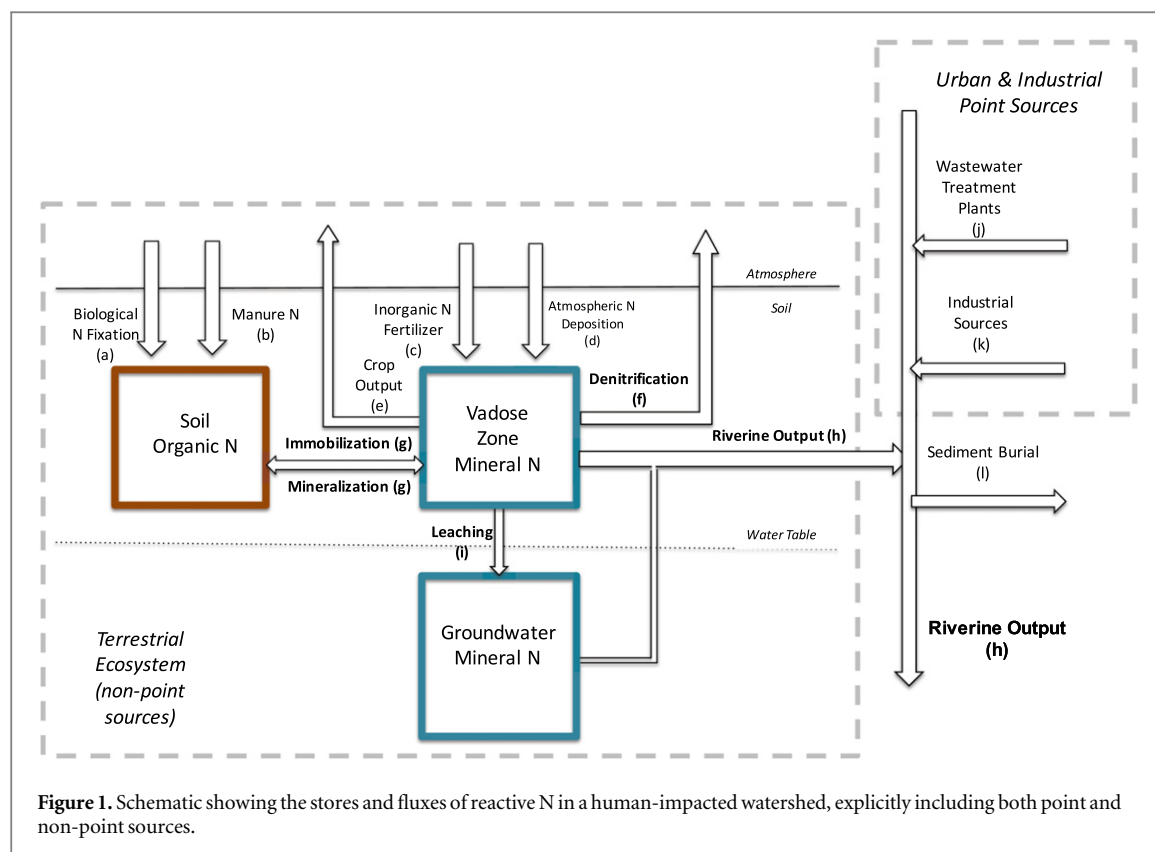 Urban & Industrial
Point Sources
Wastewater
Treatment
Plants
(j)
Industrial
Sources
(k)
Atmosphere
Soil
Biological
N Fixation
(a)
Manure N
(b)
Inorganic N
Fertilizer
(c)
Atmospheric N
Deposition
(d)
Crop
Output
(e)
Denitrification
(f)
Soil
Organic N
Immobilization (g)
Mineralization (g)
Vadose
Zone
Mineral N
Riverine Output (h)
Sediment Burial
(l)
Leaching
(i)
Water Table
Groundwater
Mineral N
Terrestrial
Ecosystem
(non-point
sources)
Riverine Output
(h)
Figure 1. Schematic showing the stores and fluxes of reactive N in a human-impacted watershed, explicitly including both point and
non-point sources.